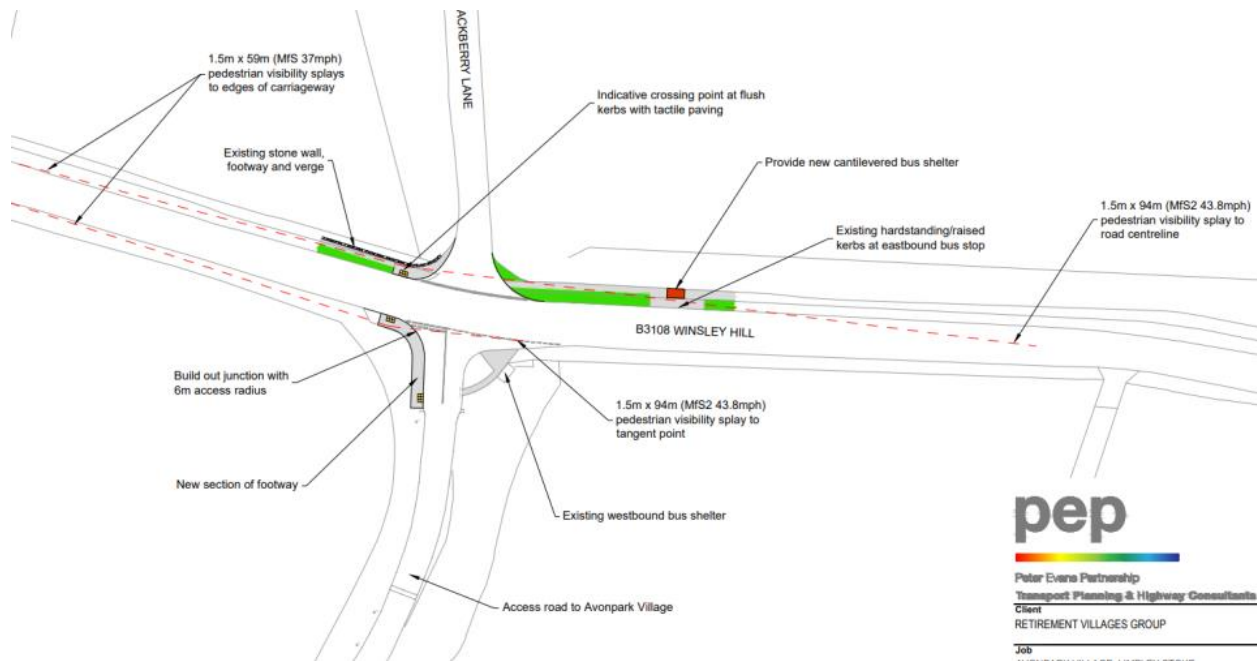 1.5m x 59m (MfS 37mph)
pedestrian visibility splays
to edges of carriageway
ACKBERRY LANE
Indicative crossing point at flush
kerbs with tactile paving
Existing stone wall,
footway and verge
Provide new cantilevered bus shelter
1.5m x 94m (MfS2 43.8mph)
pedestrian visibility splay to
road centreline
Existing hardstanding/raised
kerbs at eastbound bus stop
B3108 WINSLEY HILL
Build out junction with
6m access radius
1.5m x 94m (MfS2 43.8mph)
pedestrian visibility splay to
tangent point
New section of footway
Existing westbound bus shelter
Access road to Avonpark Village
pep
Peter Evans Partnership
Transport Planning & Highway Consultants
Client
RETIREMENT VILLAGES GROUP
Job